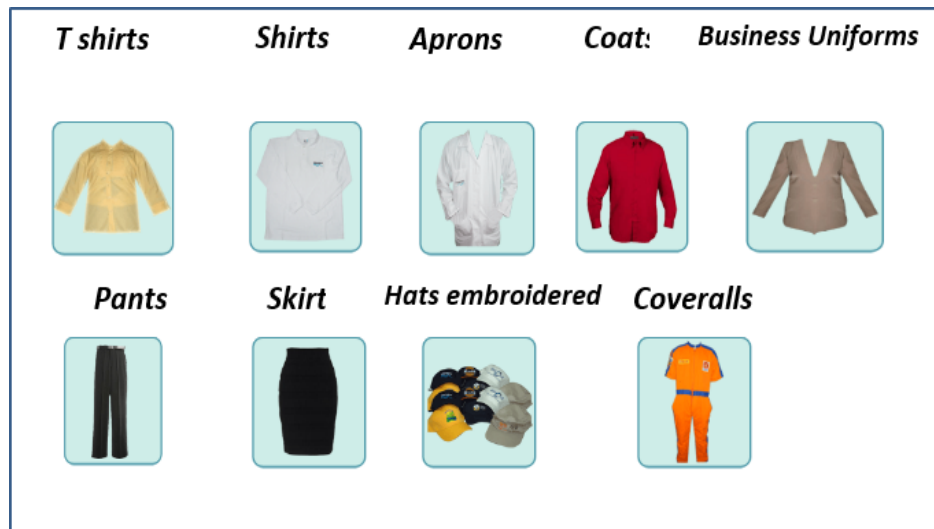 T shirts
Shirts
Aprons
Coats
Business Uniforms
Pants
Skirt
Hats embroidered
Coveralls